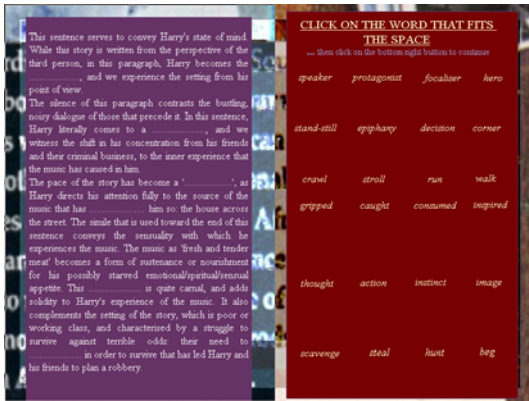 This sentence serves to convey Harry's state of mind.
While this story is written from the perspective of the
third person, in this paragraph, Harry becomes the
..................., and we experience the setting from his
point of view.
The silence of this paragraph contrasts the bustling,
noisy dialogue of those that precede it. In this sentence,
Harry literally comes to a ..................., and we
witness the shift in his concentration from his friends
and their criminal business, to the inner experience that
the music has caused in him.
The pace of the story has become a '..................', as
Harry directs his attention fully to the source of the
music that has ................... him so: the house across
the street. The simile that is used toward the end of this
sentence conveys the sensuality with which he
experiences the music. The music as 'fresh and tender
meat' becomes a form of sustenance or nourishment
for his possibly starved emotional/spiritual/sensual
appetite. This ................... is quite carnal, and adds
solidity to Harry's experience of the music. It also
complements the setting of the story, which is poor or
working class, and characterised by a struggle to
survive against terrible odds: their need to
................... in order to survive that has led Harry and
his friends to plan a robbery.
CLICK ON THE WORD THAT FITS
THE SPACE
.... then click on the bottom right button to continue
speaker protagonist focaliser hero
stand-still epiphany decision corner
crawl stroll run walk
gripped caught consumed inspired
thought action instinct image
scavenge steal hunt beg